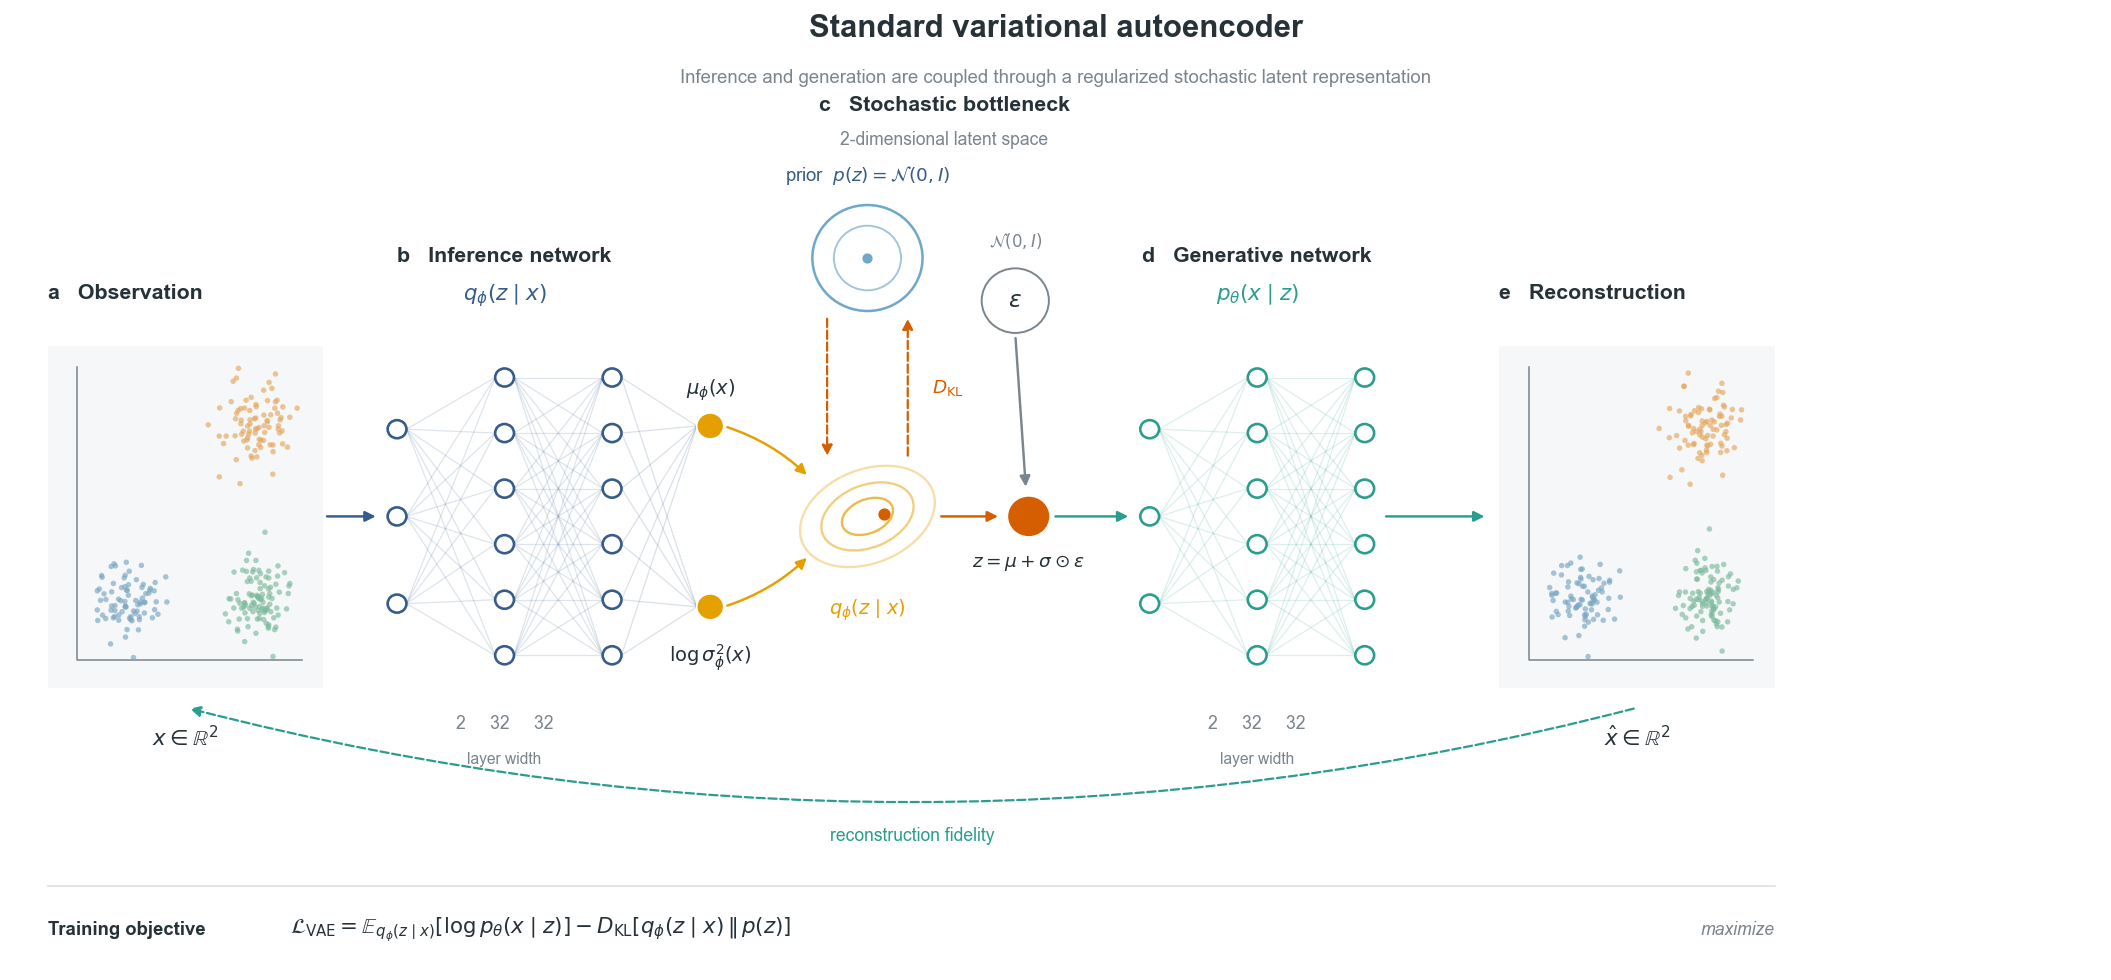 Standard variational autoencoder
Inference and generation are coupled through a regularized stochastic latent representation
c Stochastic bottleneck
2-dimensional latent space
prior p(z) = 𝒩(0, I)
𝒩(0, I)
ε
b Inference network
q_ϕ(z | x)
d Generative network
p_θ(x | z)
a Observation
e Reconstruction
μ_ϕ(x)
D_KL
z = μ + σ ⊙ ε
q_ϕ(z | x)
log σ²_ϕ(x)
2 32 32
layer width
2 32 32
layer width
x ∈ ℝ²
x̂ ∈ ℝ²
reconstruction fidelity
Training objective
ℒ_VAE = 𝔼_{q_ϕ(z | x)}[log p_θ(x | z)] − D_KL[q_ϕ(z | x) ∥ p(z)]
maximize